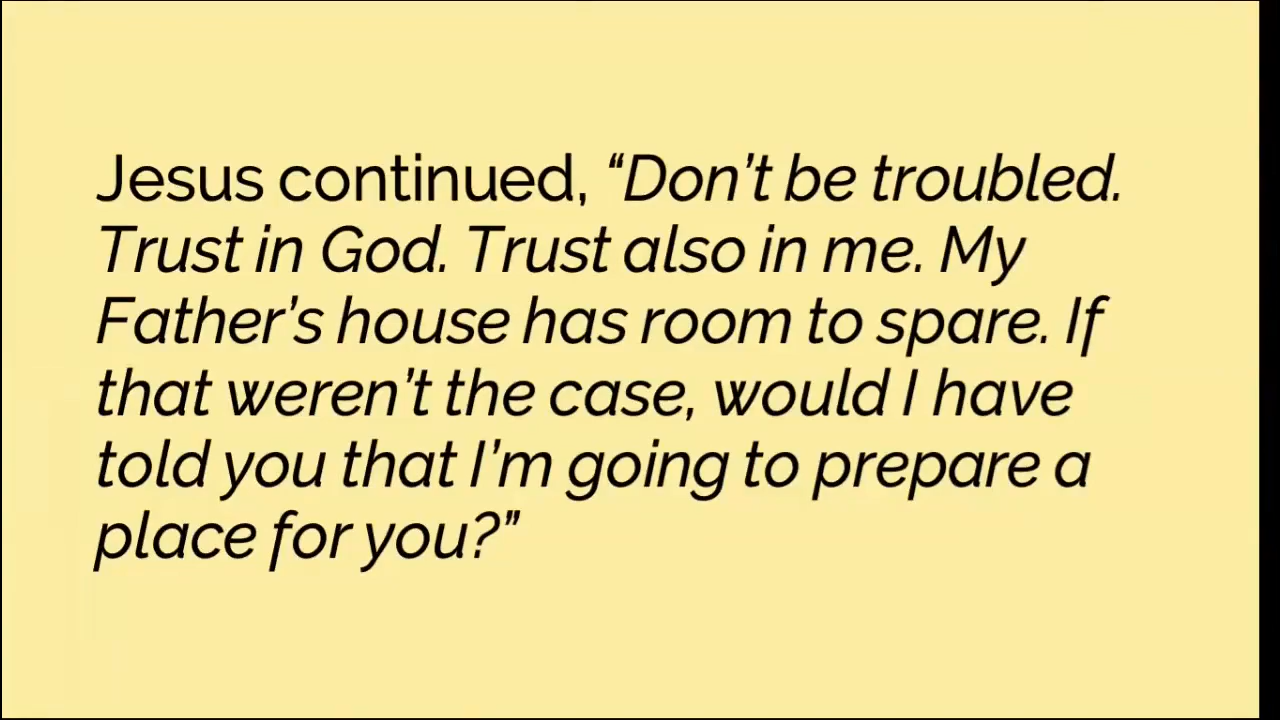 Jesus continued, “Don’t be troubled.
Trust in God. Trust also in me. My
Father’s house has room to spare. If
that weren’t the case, would I have
told you that I’m going to prepare a
place for you?”